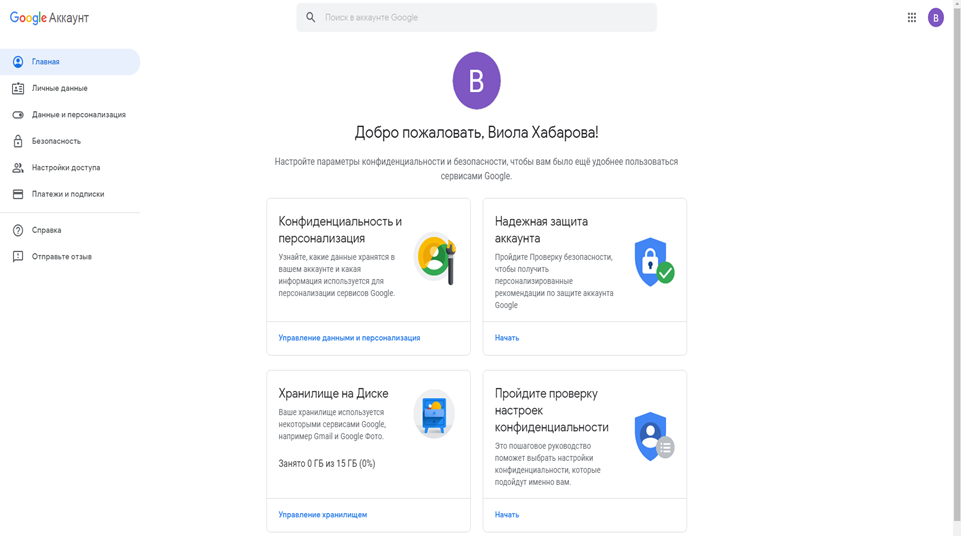 Google Аккаунт
Поиск в аккаунте Google
В
Главная
Личные данные
Данные и персонализация
Безопасность
Настройки доступа
Платежи и подписки
Справка
Отправьте отзыв
В
Добро пожаловать, Виола Хабарова!
Настройте параметры конфиденциальности и безопасности, чтобы вам было ещё удобнее пользоваться
сервисами Google.
Конфиденциальность и
персонализация
Узнайте, какие данные хранятся в
вашем аккаунте и какая
информация используется для
персонализации сервисов Google.
Управление данными и персонализация
Надежная защита
аккаунта
Пройдите Проверку безопасности,
чтобы получить
персонализированные
рекомендации по защите аккаунта
Google
Начать
Хранилище на Диске
Ваше хранилище используется
некоторыми сервисами Google,
например Gmail и Google Фото.
Занято 0 ГБ из 15 ГБ (0%)
Управление хранилищем
Пройдите проверку
настроек
конфиденциальности
Это пошаговое руководство
поможет выбрать настройки
конфиденциальности, которые
подойдут именно вам.
Начать